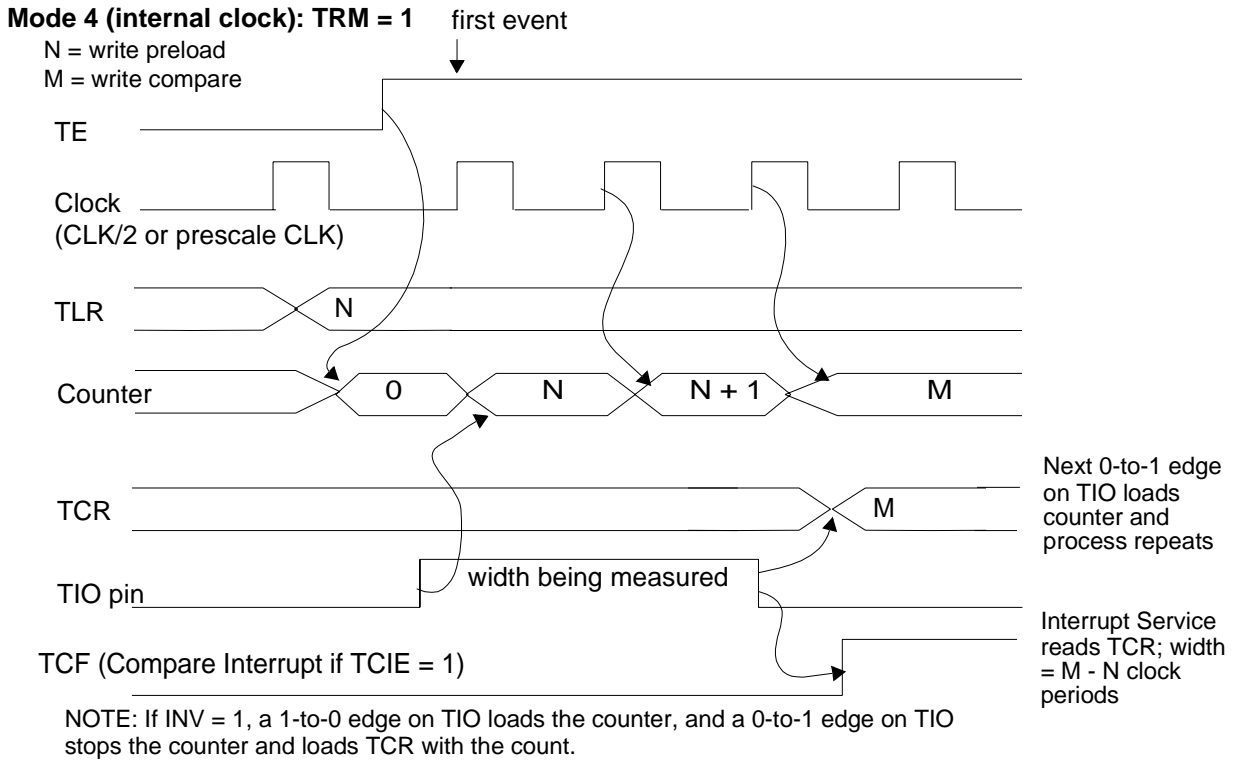 Mode 4 (internal clock): TRM = 1
first event
N = write preload
M = write compare
TE
Clock
(CLK/2 or prescale CLK)
TLR
N
Counter
0
N
N + 1
M
TCR
M
Next 0-to-1 edge
on TIO loads
counter and
process repeats
TIO pin
width being measured
TCF (Compare Interrupt if TCIE = 1)
Interrupt Service
reads TCR; width
= M - N clock
periods
NOTE: If INV = 1, a 1-to-0 edge on TIO loads the counter, and a 0-to-1 edge on TIO
stops the counter and loads TCR with the count.